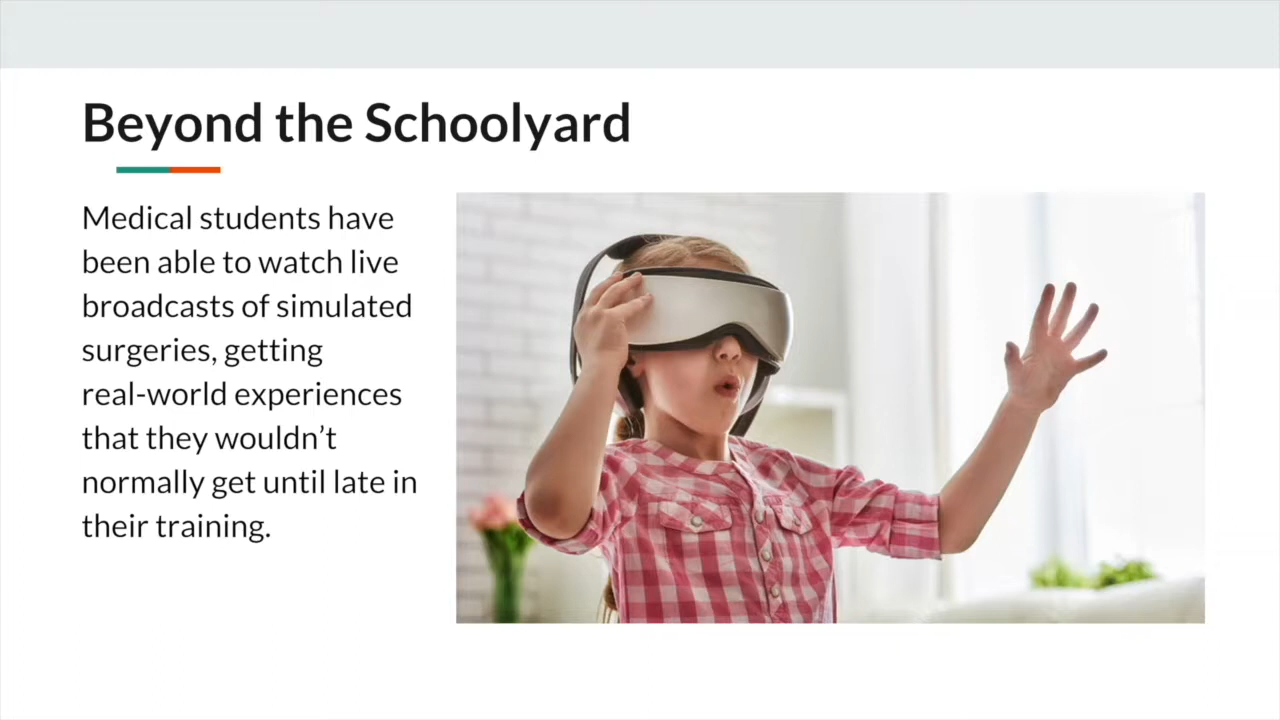 Beyond the Schoolyard
Medical students have
been able to watch live
broadcasts of simulated
surgeries, getting
real-world experiences
that they wouldn’t
normally get until late in
their training.